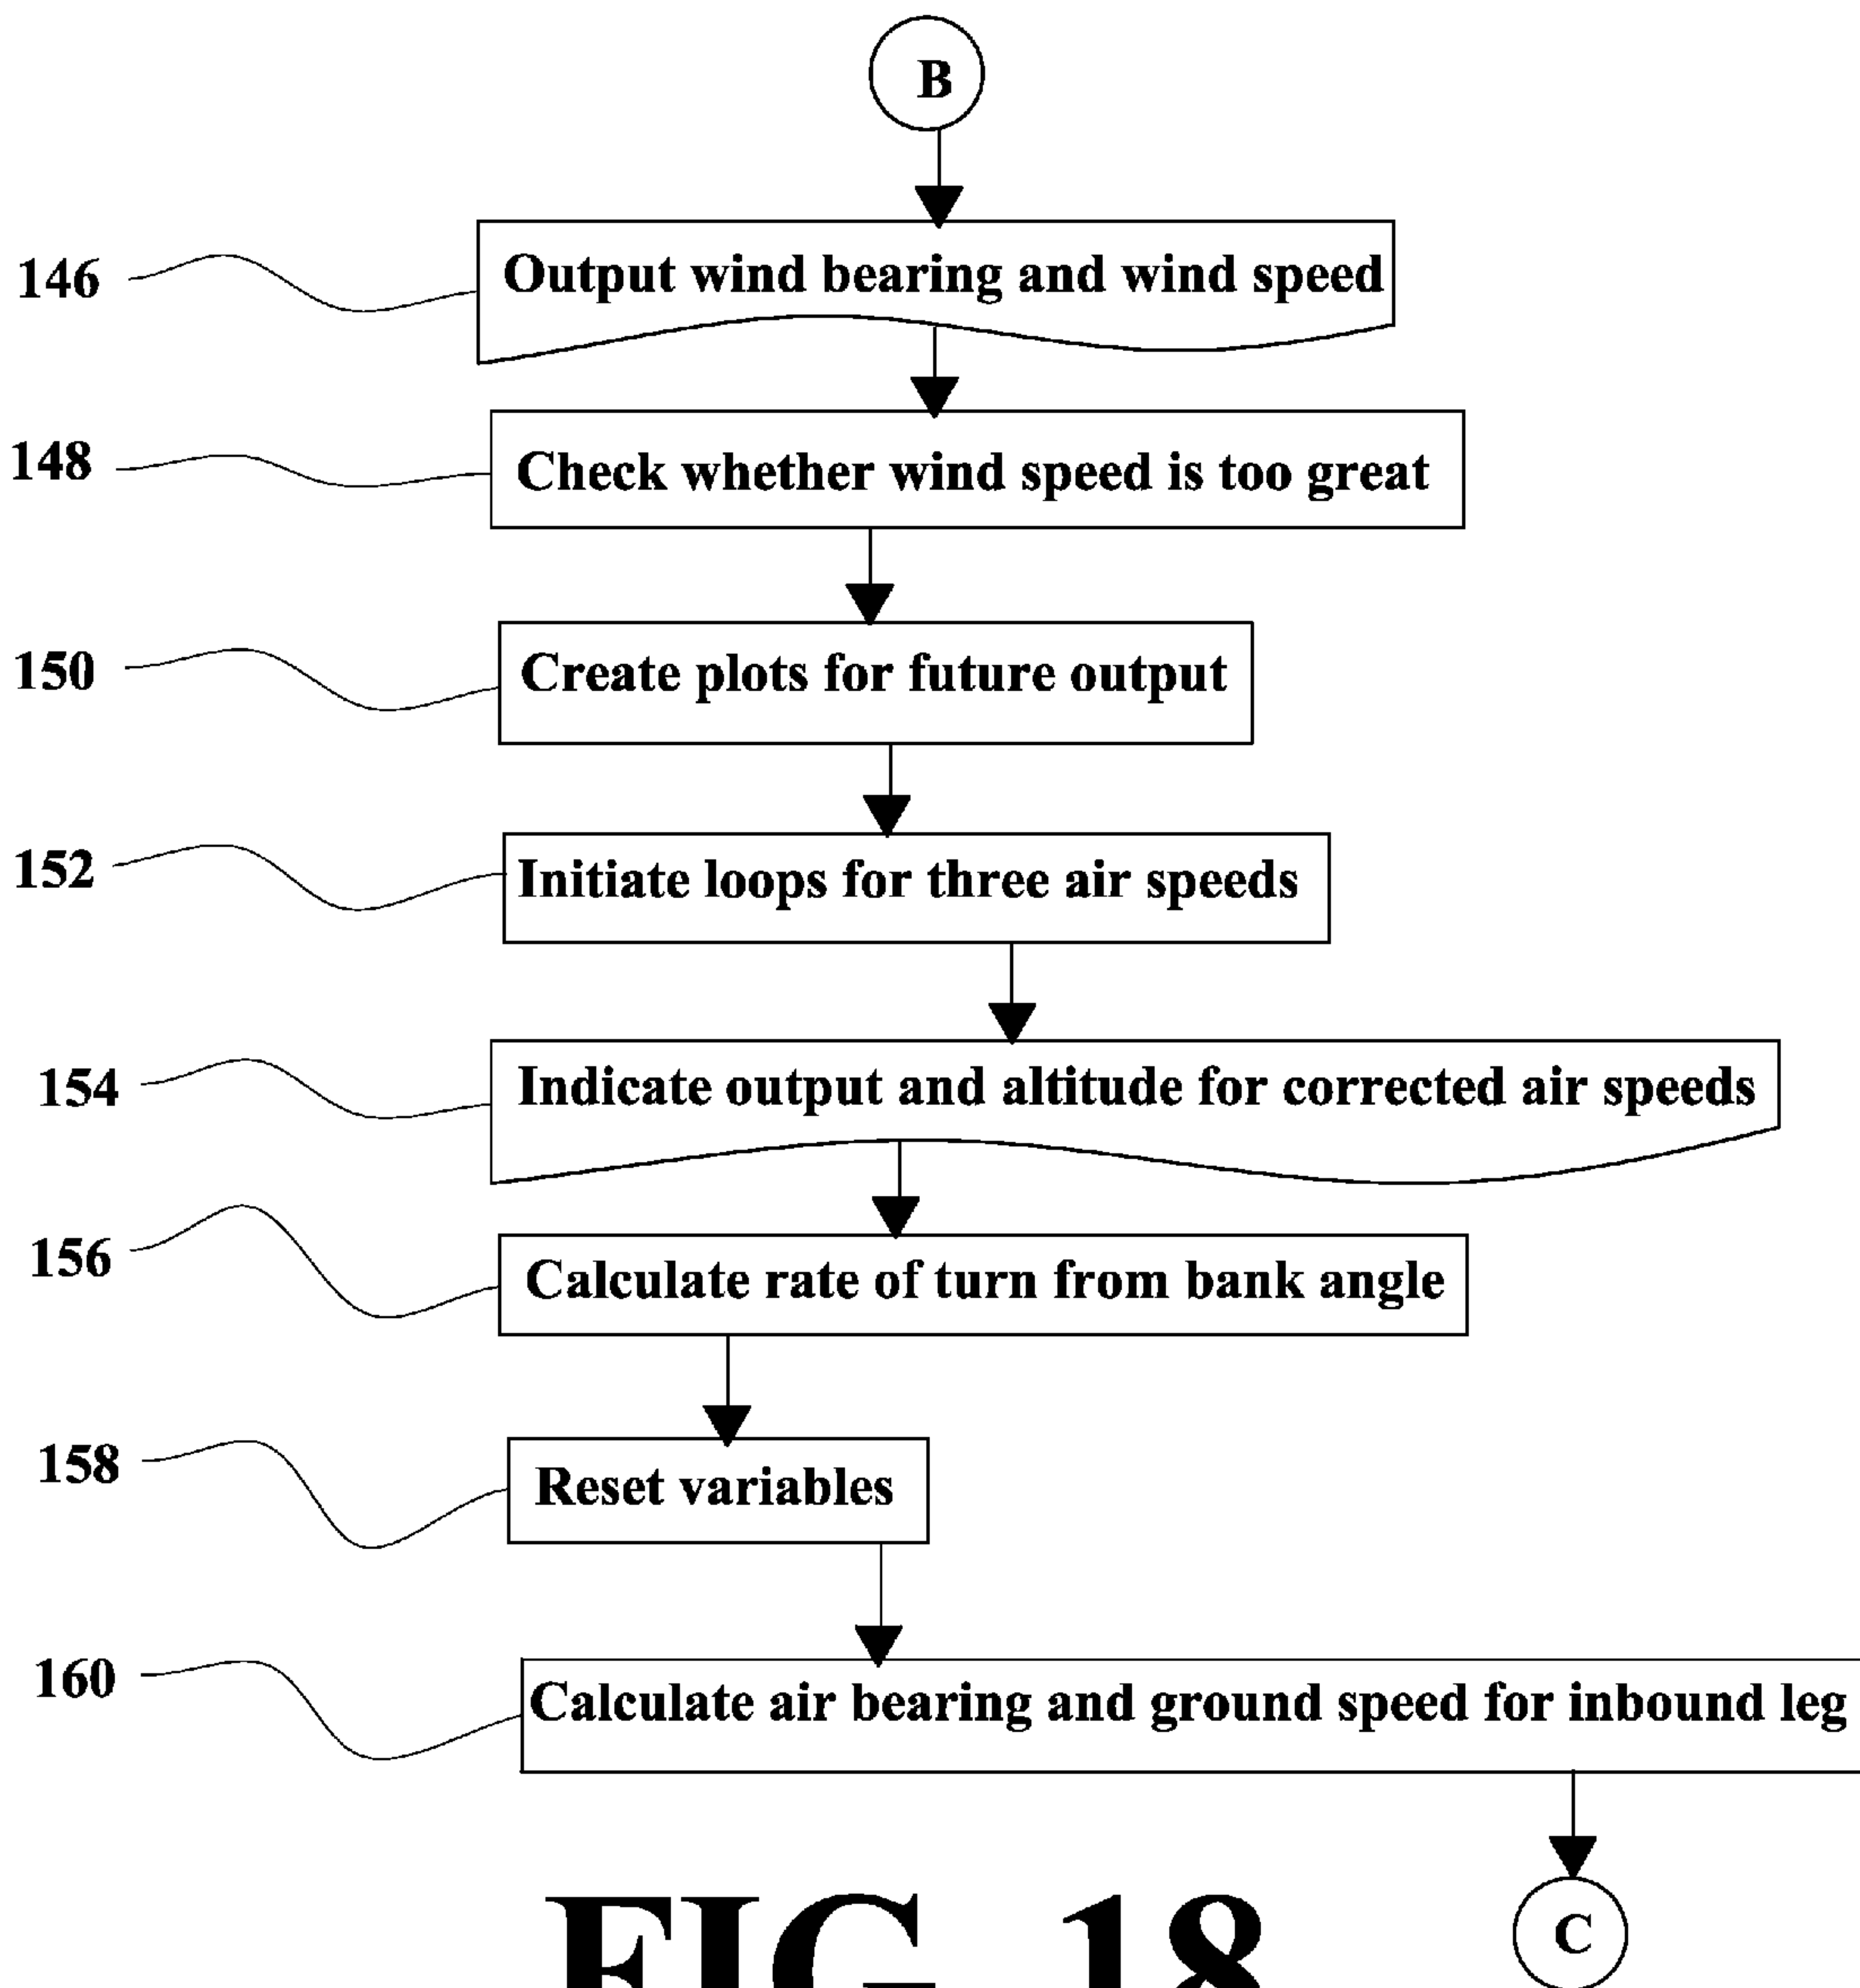 B
146 Output wind bearing and wind speed
148 Check whether wind speed is too great
150 Create plots for future output
152 Initiate loops for three air speeds
154 Indicate output and altitude for corrected air speeds
156 Calculate rate of turn from bank angle
158 Reset variables
160 Calculate air bearing and ground speed for inbound leg
C
FIG. 18